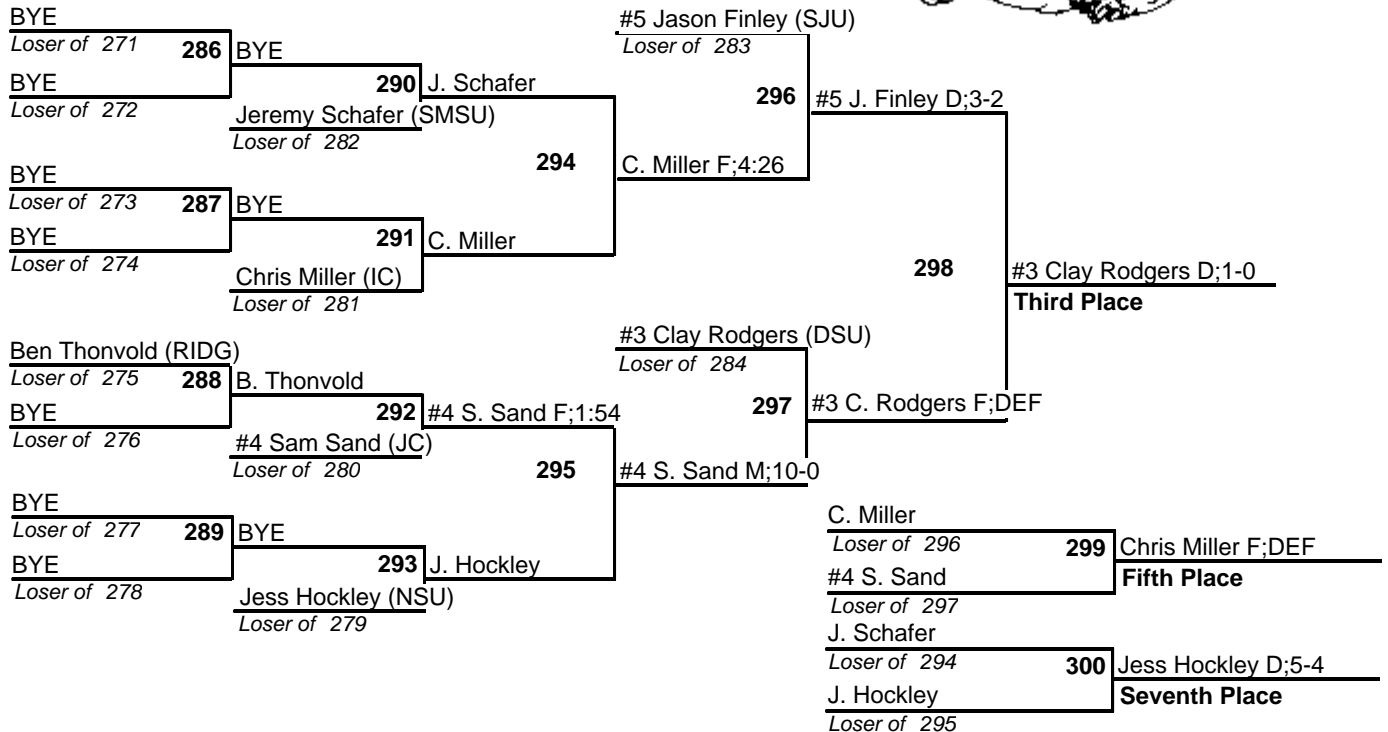 BYE
Loser of 271
286
BYE
BYE
Loser of 272
290
J. Schafer
Jeremy Schafer (SMSU)
Loser of 282
BYE
Loser of 273
287
BYE
BYE
Loser of 274
291
C. Miller
Chris Miller (IC)
Loser of 281
294
C. Miller F;4:26
#5 Jason Finley (SJU)
Loser of 283
296
#5 J. Finley D;3-2
Ben Thonvold (RIDG)
Loser of 275
288
B. Thonvold
BYE
Loser of 276
292
#4 S. Sand F;1:54
#4 Sam Sand (JC)
Loser of 280
BYE
Loser of 277
289
BYE
BYE
Loser of 278
293
J. Hockley
Jess Hockley (NSU)
Loser of 279
295
#4 S. Sand M;10-0
#3 Clay Rodgers (DSU)
Loser of 284
297
#3 C. Rodgers F;DEF
298
#3 Clay Rodgers D;1-0
Third Place
C. Miller
Loser of 296
299
Chris Miller F;DEF
#4 S. Sand
Fifth Place
Loser of 297
J. Schafer
Loser of 294
300
Jess Hockley D;5-4
J. Hockley
Seventh Place
Loser of 295